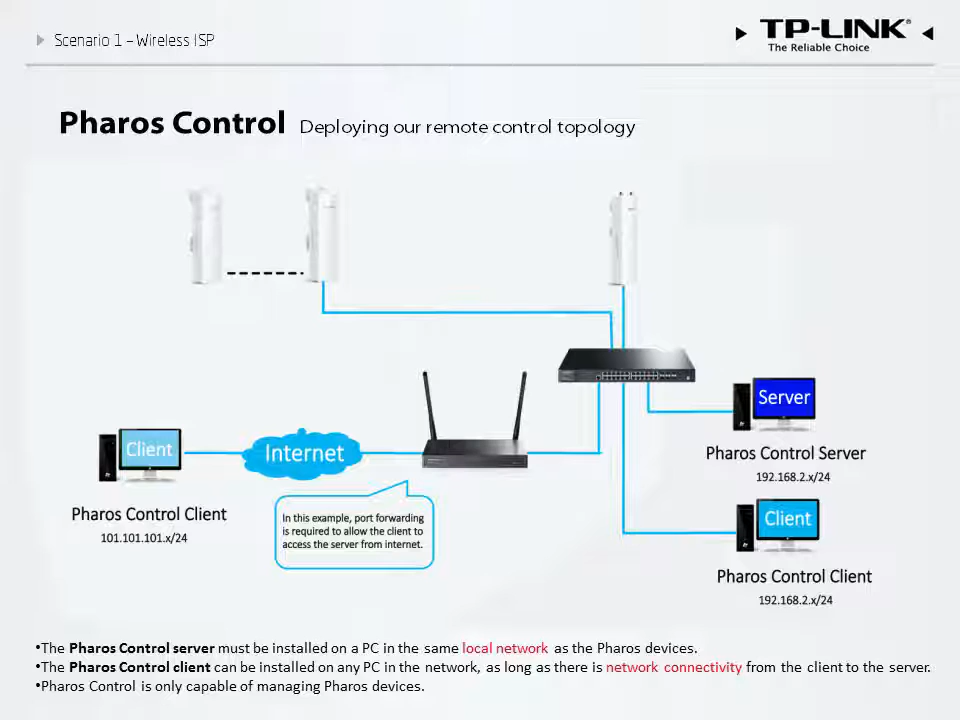 Scenario 1 – Wireless ISP
TP-LINK®
The Reliable Choice
Pharos Control Deploying our remote control topology
Server
Pharos Control Server
192.168.2.x/24
Client
Internet
Pharos Control Client
101.101.101.x/24
In this example, port forwarding
is required to allow the client to
access the server from internet.
Client
Pharos Control Client
192.168.2.x/24
•The Pharos Control server must be installed on a PC in the same local network as the Pharos devices.
•The Pharos Control client can be installed on any PC in the network, as long as there is network connectivity from the client to the server.
•Pharos Control is only capable of managing Pharos devices.